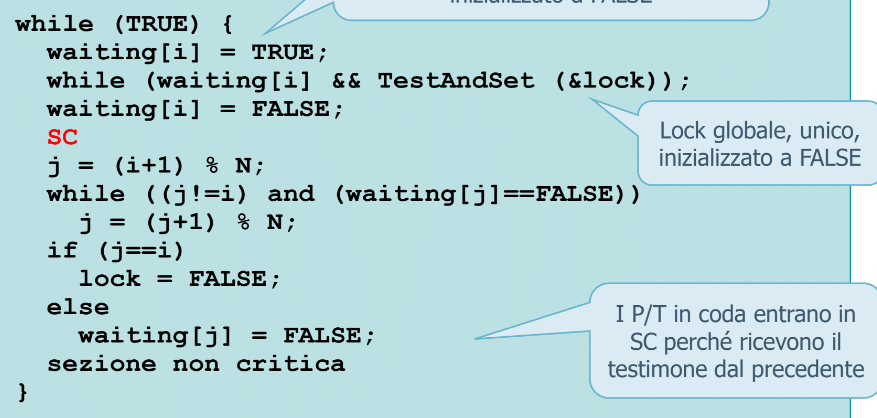 inizializzato a FALSE
while (TRUE) {
waiting[i] = TRUE;
while (waiting[i] && TestAndSet (&lock));
waiting[i] = FALSE;
SC
j = (i+1) % N;
while ((j!=i) and (waiting[j]==FALSE))
j = (j+1) % N;
if (j==i)
lock = FALSE;
else
waiting[j] = FALSE;
sezione non critica
}
Lock globale, unico,
inizializzato a FALSE
I P/T in coda entrano in
SC perché ricevono il
testimone dal precedente